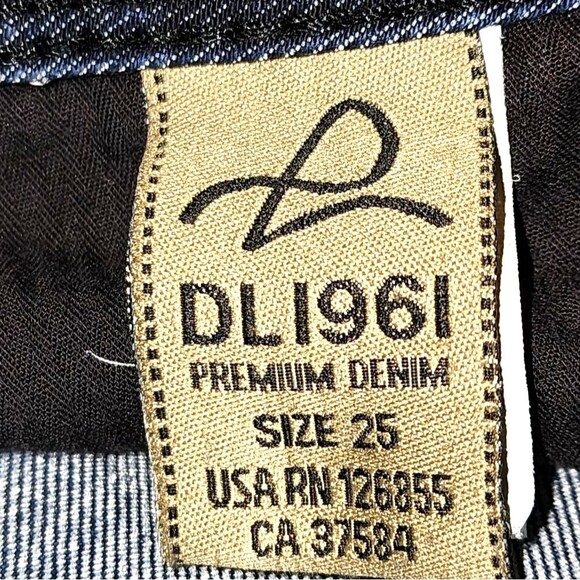 DL1961
PREMIUM DENIM
SIZE 25
USA RN 126855
CA 37584